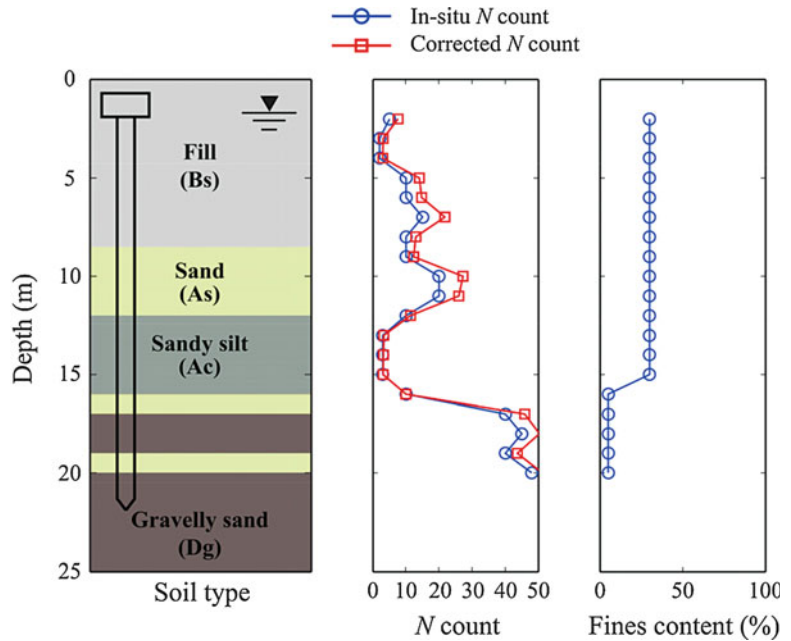 In-situ N count
Corrected N count
0
5
10
15
20
25
Depth (m)
Fill
(Bs)
Sand
(As)
Sandy silt
(Ac)
Gravelly sand
(Dg)
Soil type
0 10 20 30 40 50
N count
0 50 100
Fines content (%)